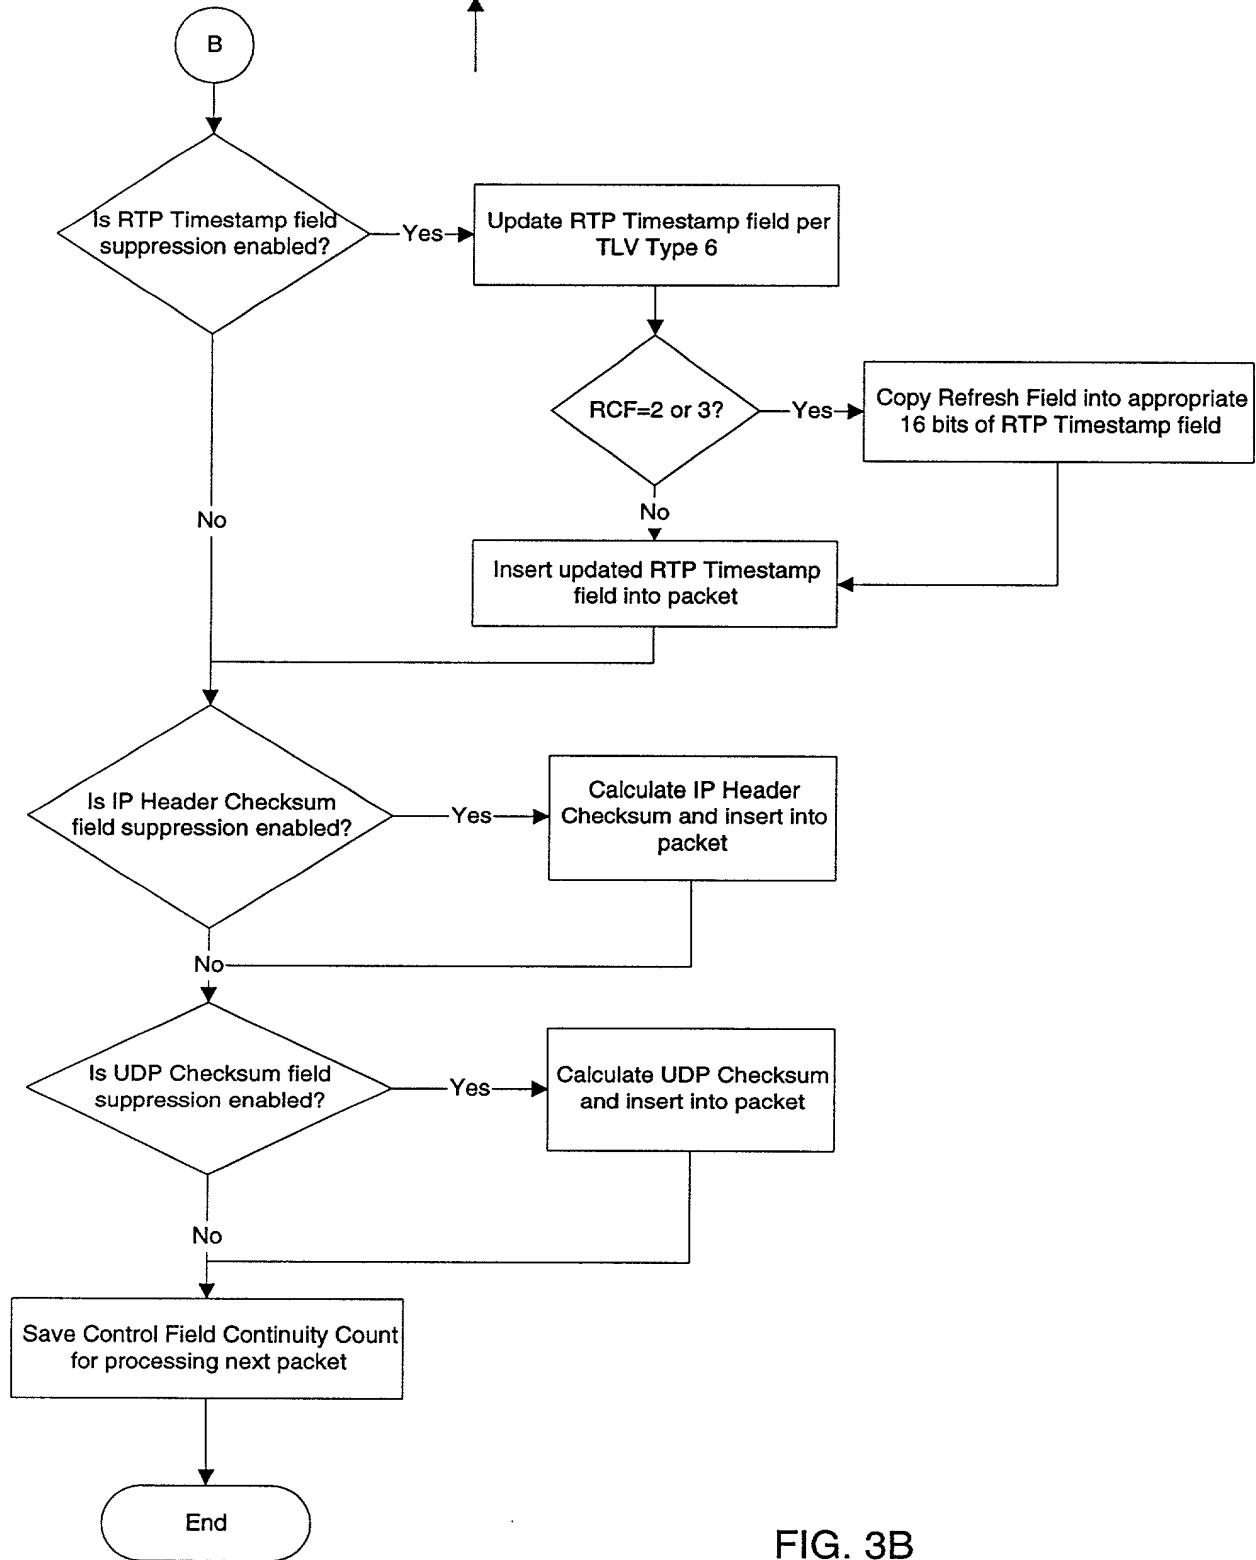 B
Is RTP Timestamp field
suppression enabled?
Yes
Update RTP Timestamp field per
TLV Type 6
RCF=2 or 3?
Yes
Copy Refresh Field into appropriate
16 bits of RTP Timestamp field
No
No
Insert updated RTP Timestamp
field into packet
Is IP Header Checksum
field suppression enabled?
Yes
Calculate IP Header
Checksum and insert into
packet
No
Is UDP Checksum field
suppression enabled?
Yes
Calculate UDP Checksum
and insert into packet
No
Save Control Field Continuity Count
for processing next packet
End
FIG. 3B